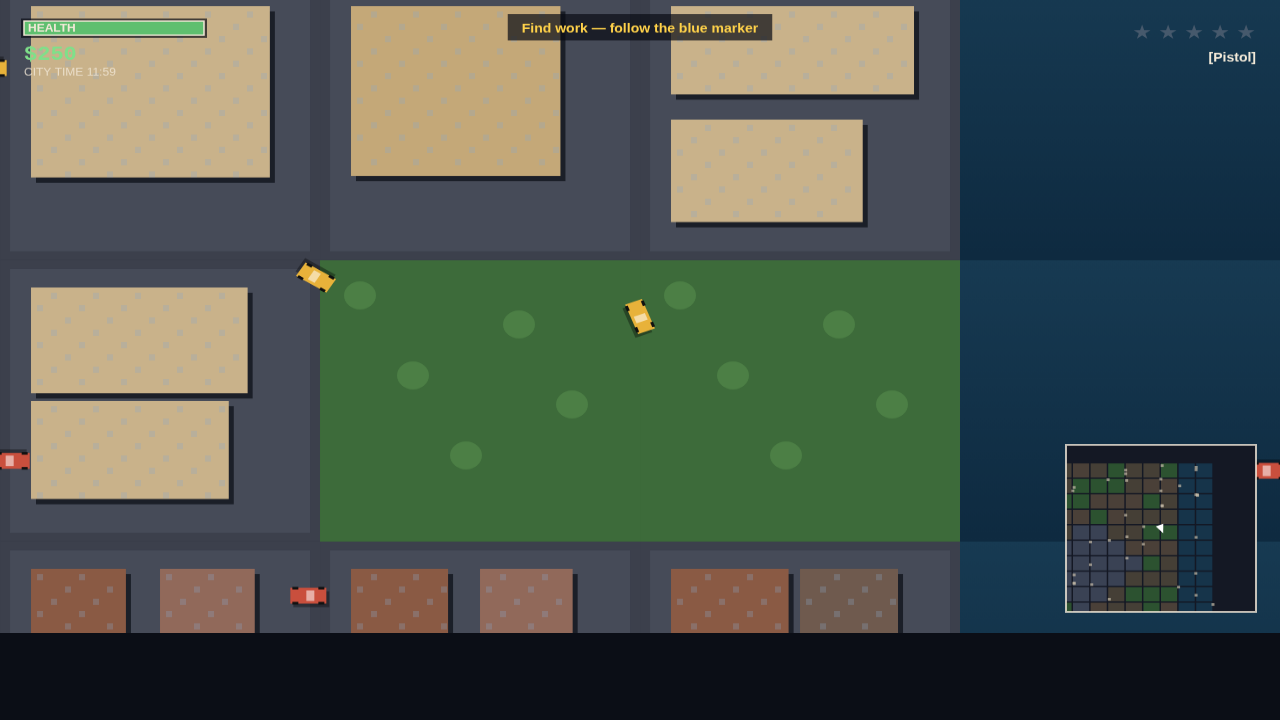 HEALTH
$250
CITY TIME 11:59
Find work — follow the blue marker
★★★★★
[Pistol]